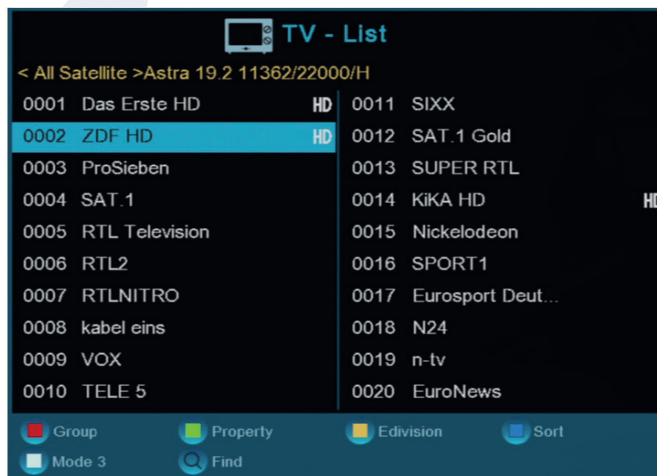 TV - List
< All Satellite >Astra 19.2 11362/22000/H
0001 Das Erste HD HD
0002 ZDF HD HD
0003 ProSieben
0004 SAT.1
0005 RTL Television
0006 RTL2
0007 RTLNITRO
0008 kabel eins
0009 VOX
0010 TELE 5
0011 SIXX
0012 SAT.1 Gold
0013 SUPER RTL
0014 KiKA HD HD
0015 Nickelodeon
0016 SPORT1
0017 Eurosport Deut...
0018 N24
0019 n-tv
0020 EuroNews
Group Property Edivision Sort
Mode 3 Find